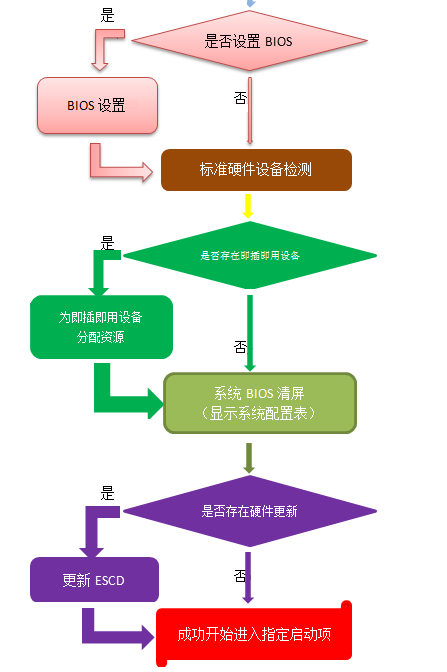 是
是否设置 BIOS
BIOS 设置
否
标准硬件设备检测
是
是否存在即插即用设备
为即插即用设备
分配资源
否
系统 BIOS 清屏
（显示系统配置表）
是
是否存在硬件更新
更新 ESCD
否
成功开始进入指定启动项